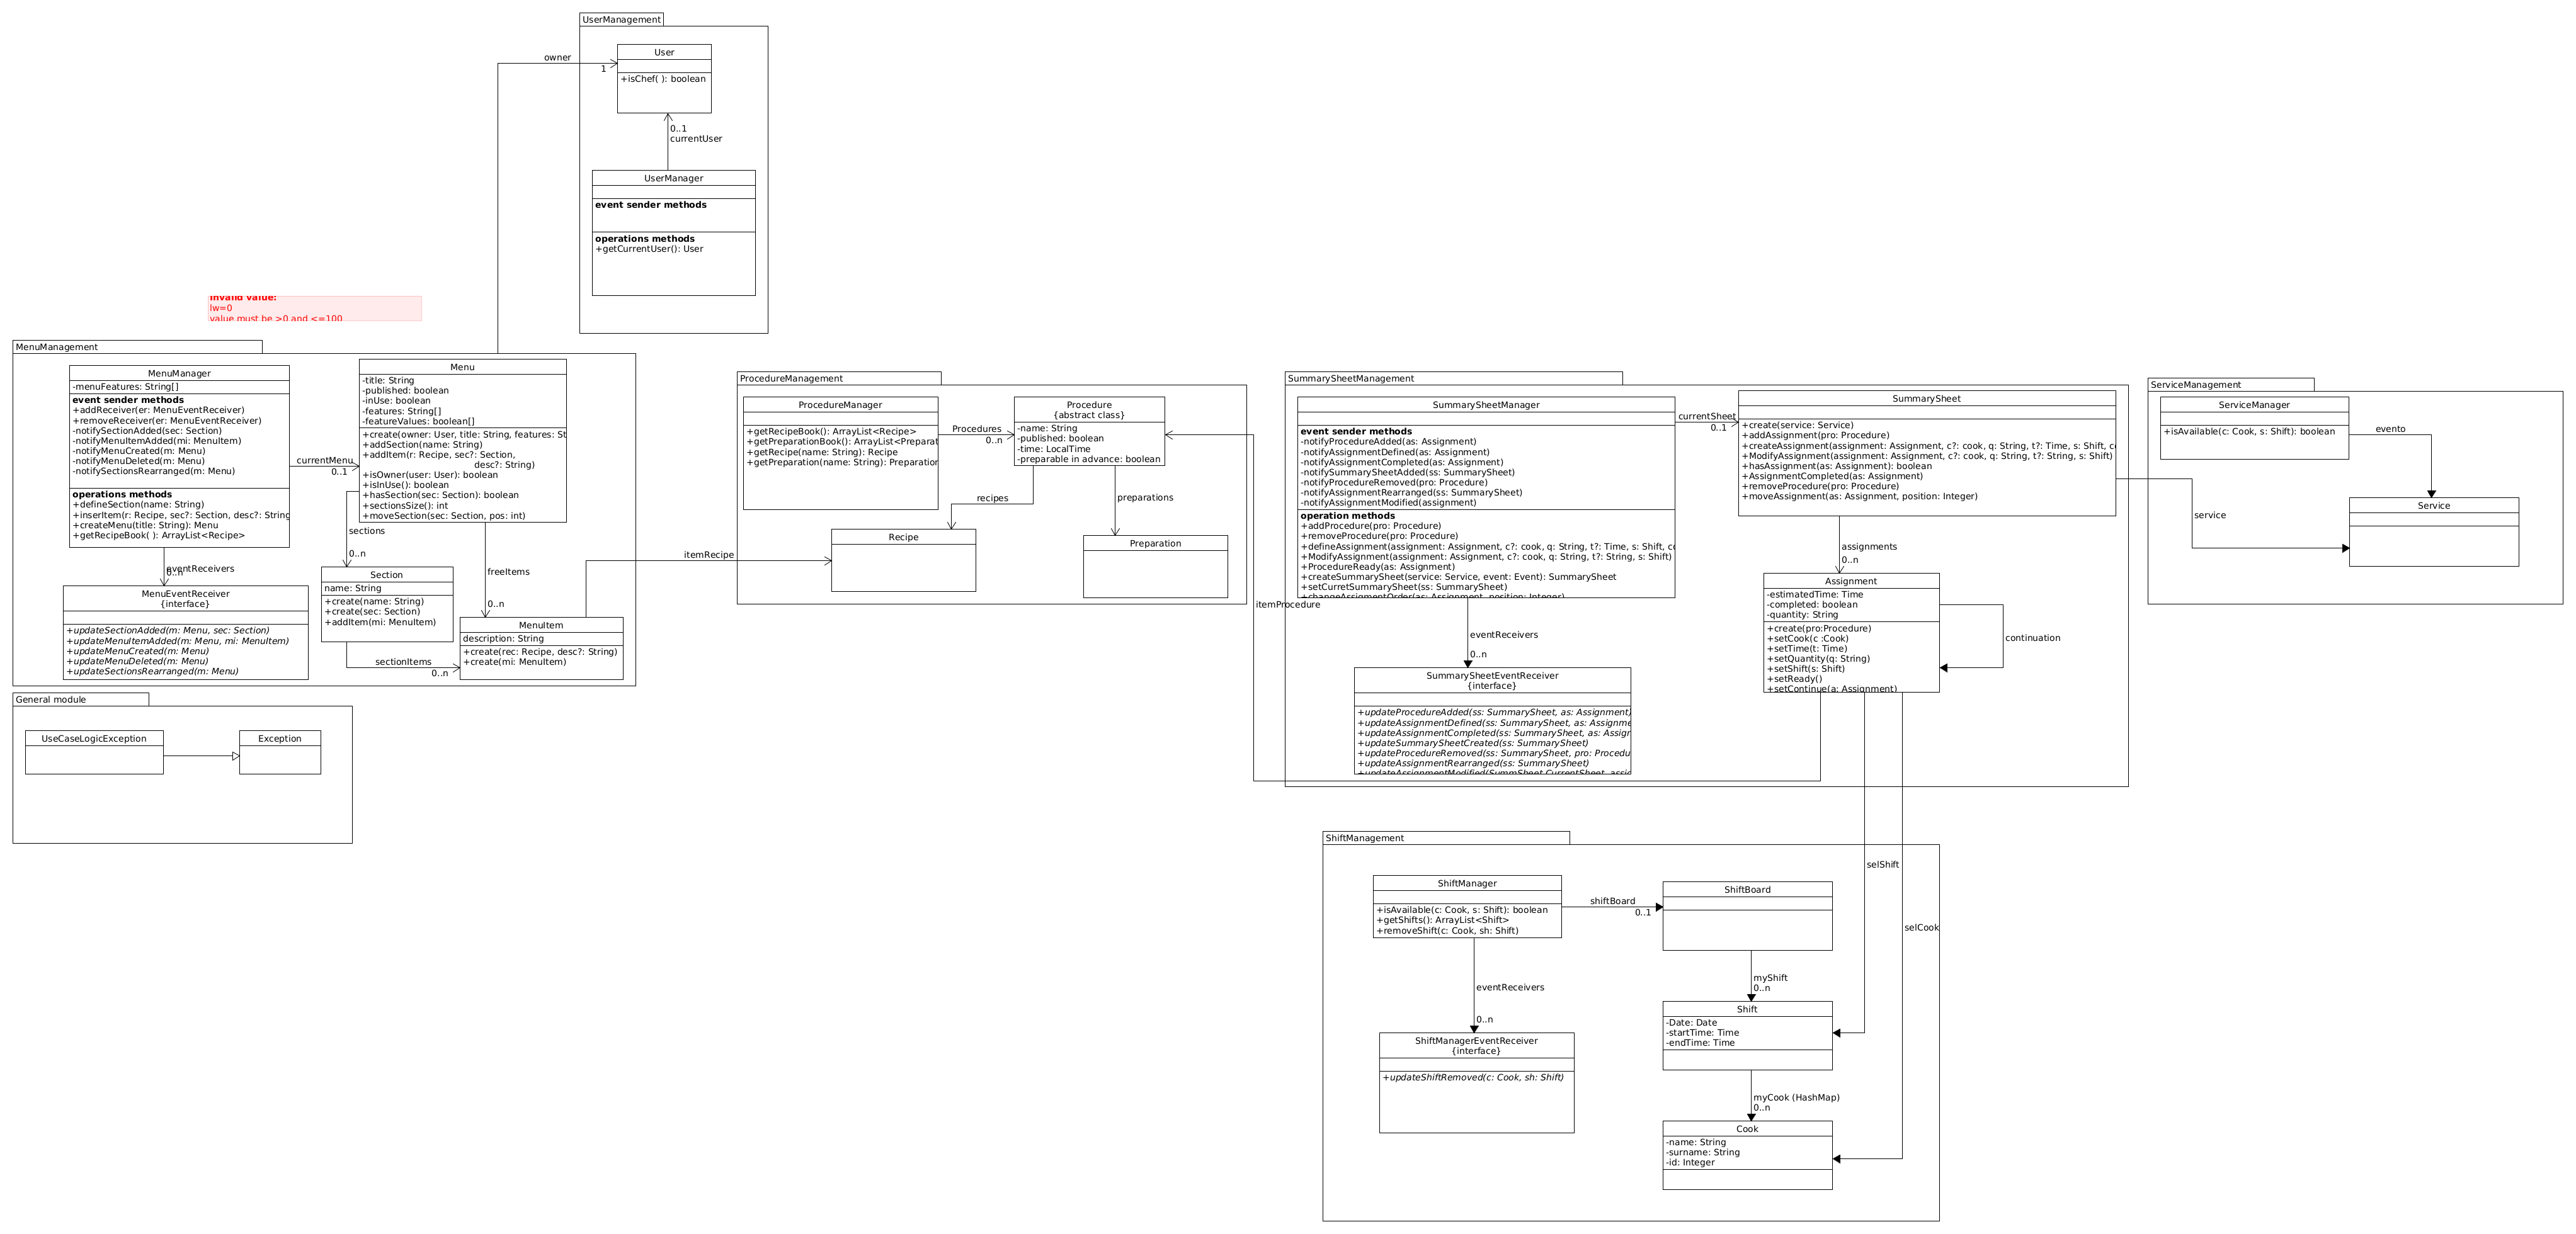 UserManagement
User
+isChef( ): boolean
owner
1
0..1
currentUser
UserManager
event sender methods
operations methods
+getCurrentUser(): User
Invalid value:
lw=0
value must be >0 and <=100
MenuManagement
MenuManager
-menuFeatures: String[]
event sender methods
+addReceiver(er: MenuEventReceiver)
+removeReceiver(er: MenuEventReceiver)
-notifySectionAdded(sec: Section)
-notifyMenuItemAdded(mi: MenuItem)
-notifyMenuCreated(m: Menu)
-notifyMenuDeleted(m: Menu)
-notifySectionsRearranged(m: Menu)
operations methods
+defineSection(name: String)
+inserItem(r: Recipe, sec?: Section, desc?: String
+createMenu(title: String): Menu
+getRecipeBook( ): ArrayList<Recipe>
currentMenu
0..1
Menu
-title: String
-published: boolean
-inUse: boolean
-features: String[]
-featureValues: boolean[]
+create(owner: User, title: String, features: St
+addSection(name: String)
+addItem(r: Recipe, sec?: Section,
desc?: String)
+isOwner(user: User): boolean
+isInUse(): boolean
+hasSection(sec: Section): boolean
+sectionsSize(): int
+moveSection(sec: Section, pos: int)
sections
0..n
eventReceivers
0..n
freeItems
0..n
MenuEventReceiver
{interface}
+updateSectionAdded(m: Menu, sec: Section)
+updateMenuItemAdded(m: Menu, mi: MenuItem)
+updateMenuCreated(m: Menu)
+updateMenuDeleted(m: Menu)
+updateSectionsRearranged(m: Menu)
Section
name: String
+create(name: String)
+create(sec: Section)
+addItem(mi: MenuItem)
sectionItems
0..n
MenuItem
description: String
+create(rec: Recipe, desc?: String)
+create(mi: MenuItem)
itemRecipe
General module
UseCaseLogicException
Exception
ProcedureManagement
ProcedureManager
+getRecipeBook(): ArrayList<Recipe>
+getPreparationBook(): ArrayList<Preparat
+getRecipe(name: String): Recipe
+getPreparation(name: String): Preparation
Procedures
0..n
Procedure
{abstract class}
-name: String
-published: boolean
-time: LocalTime
-preparable in advance: boolean
recipes
preparations
Recipe
Preparation
itemProcedure
SummarySheetManagement
SummarySheetManager
event sender methods
-notifyProcedureAdded(as: Assignment)
-notifyAssignmentDefined(as: Assignment)
-notifyAssignmentCompleted(as: Assignment)
-notifySummarySheetAdded(ss: SummarySheet)
-notifyProcedureRemoved(pro: Procedure)
-notifyAssignmentRearranged(ss: SummarySheet)
-notifyAssignmentModified(assignment)
operation methods
+addProcedure(pro: Procedure)
+removeProcedure(pro: Procedure)
+defineAssignment(assignment: Assignment, c?: cook, q: String, t?: Time, s: Shift, co
+ModifyAssignment(assignment: Assignment, c?: cook, q: String, t?: String, s: Shift)
+ProcedureReady(as: Assignment)
+createSummarySheet(service: Service, event: Event): SummarySheet
+setCurretSummarySheet(ss: SummarySheet)
+changeAssignmentOrder(as: Assignment, position: Integer)
currentSheet
0..1
SummarySheet
+create(service: Service)
+addAssignment(pro: Procedure)
+createAssignment(assignment: Assignment, c?: cook, q: String, t?: Time, s: Shift, co
+ModifyAssignment(assignment: Assignment, c?: cook, q: String, t?: String, s: Shift)
+hasAssignment(as: Assignment): boolean
+AssignmentCompleted(as: Assignment)
+removeProcedure(pro: Procedure)
+moveAssignment(as: Assignment, position: Integer)
assignments
0..n
eventReceivers
0..n
SummarySheetEventReceiver
{interface}
+updateProcedureAdded(ss: SummarySheet, as: Assignment)
+updateAssignmentDefined(ss: SummarySheet, as: Assignme
+updateAssignmentCompleted(ss: SummarySheet, as: Assign
+updateSummarySheetCreated(ss: SummarySheet)
+updateProcedureRemoved(ss: SummarySheet, pro: Procedu
+updateAssignmentRearranged(ss: SummarySheet)
+updateAssignmentModified(SummSheet CurrentSheet, assig
Assignment
-estimatedTime: Time
-completed: boolean
-quantity: String
+create(pro:Procedure)
+setCook(c :Cook)
+setTime(t: Time)
+setQuantity(q: String)
+setShift(s: Shift)
+setReady()
+setContinue(a: Assignment)
continuation
ServiceManagement
ServiceManager
+isAvailable(c: Cook, s: Shift): boolean
evento
Service
service
ShiftManagement
ShiftManager
+isAvailable(c: Cook, s: Shift): boolean
+getShifts(): ArrayList<Shift>
+removeShift(c: Cook, sh: Shift)
shiftBoard
0..1
ShiftBoard
selShift
selCook
eventReceivers
0..n
myShift
0..n
ShiftManagerEventReceiver
{interface}
+updateShiftRemoved(c: Cook, sh: Shift)
Shift
-Date: Date
-startTime: Time
-endTime: Time
myCook (HashMap)
0..n
Cook
-name: String
-surname: String
-id: Integer